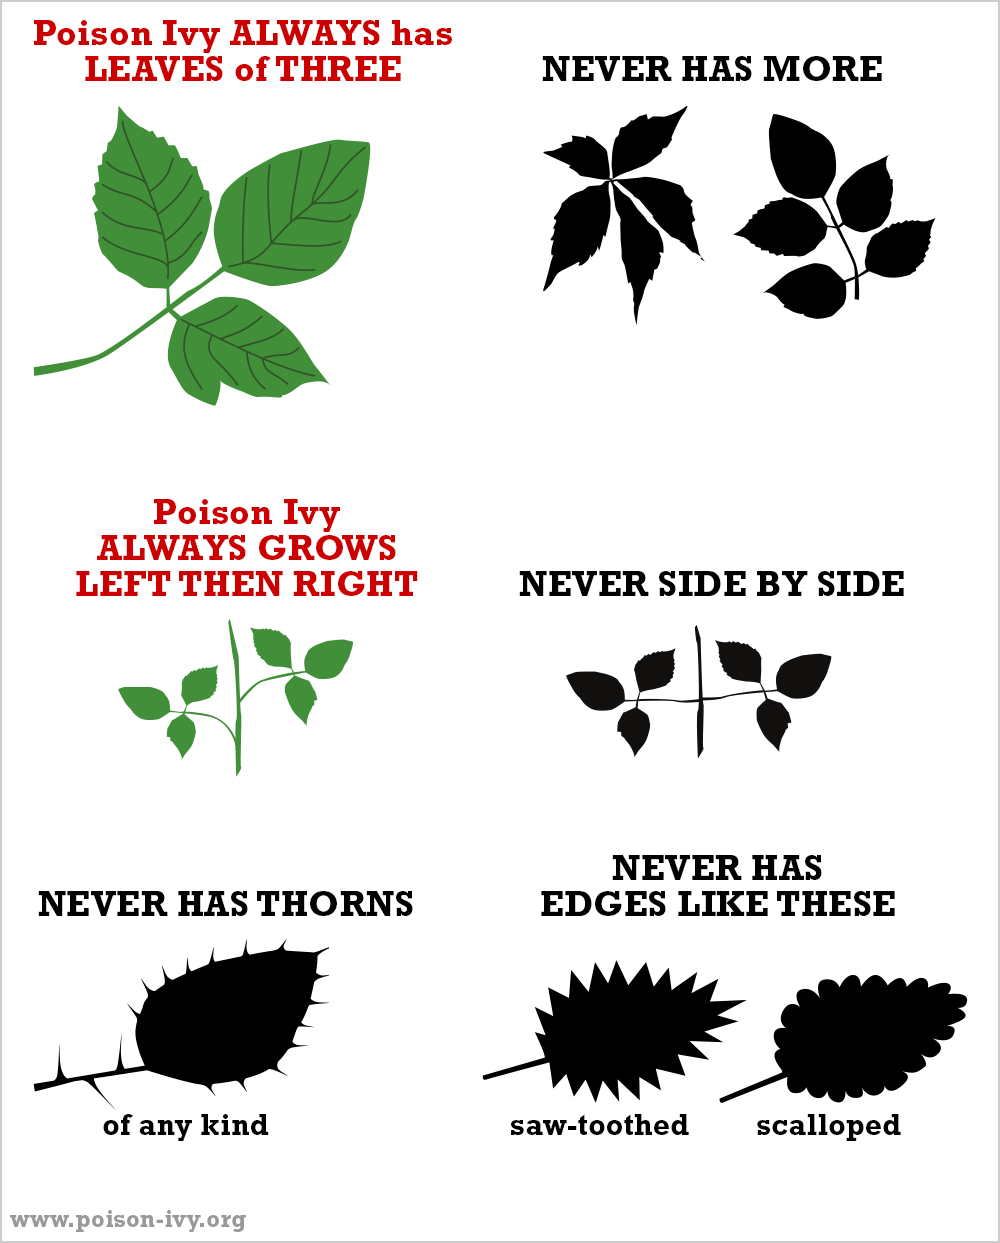 Poison Ivy ALWAYS has
LEAVES of THREE
NEVER HAS MORE
Poison Ivy
ALWAYS GROWS
LEFT THEN RIGHT
NEVER SIDE BY SIDE
NEVER HAS THORNS
of any kind
NEVER HAS
EDGES LIKE THESE
saw-toothed
scalloped
www.poison-ivy.org